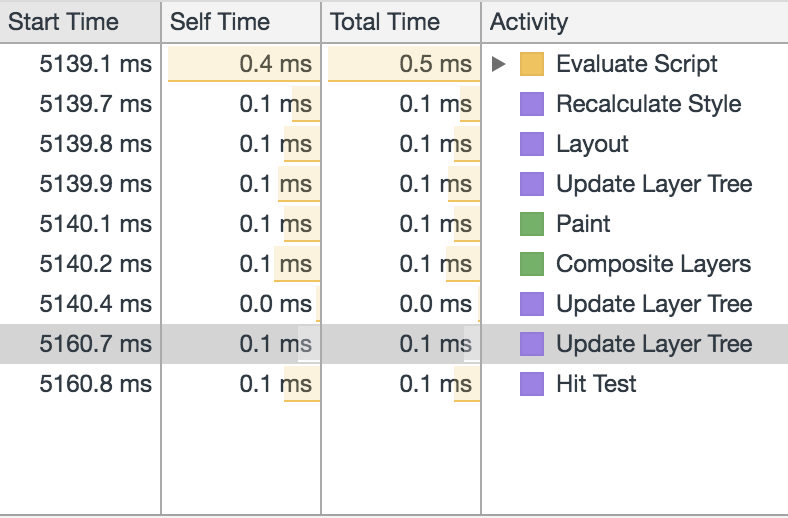 Start Time Self Time Total Time Activity
5139.1 ms 0.4 ms 0.5 ms Evaluate Script
5139.7 ms 0.1 ms 0.1 ms Recalculate Style
5139.8 ms 0.1 ms 0.1 ms Layout
5139.9 ms 0.1 ms 0.1 ms Update Layer Tree
5140.1 ms 0.1 ms 0.1 ms Paint
5140.2 ms 0.1 ms 0.1 ms Composite Layers
5140.4 ms 0.0 ms 0.0 ms Update Layer Tree
5160.7 ms 0.1 ms 0.1 ms Update Layer Tree
5160.8 ms 0.1 ms 0.1 ms Hit Test